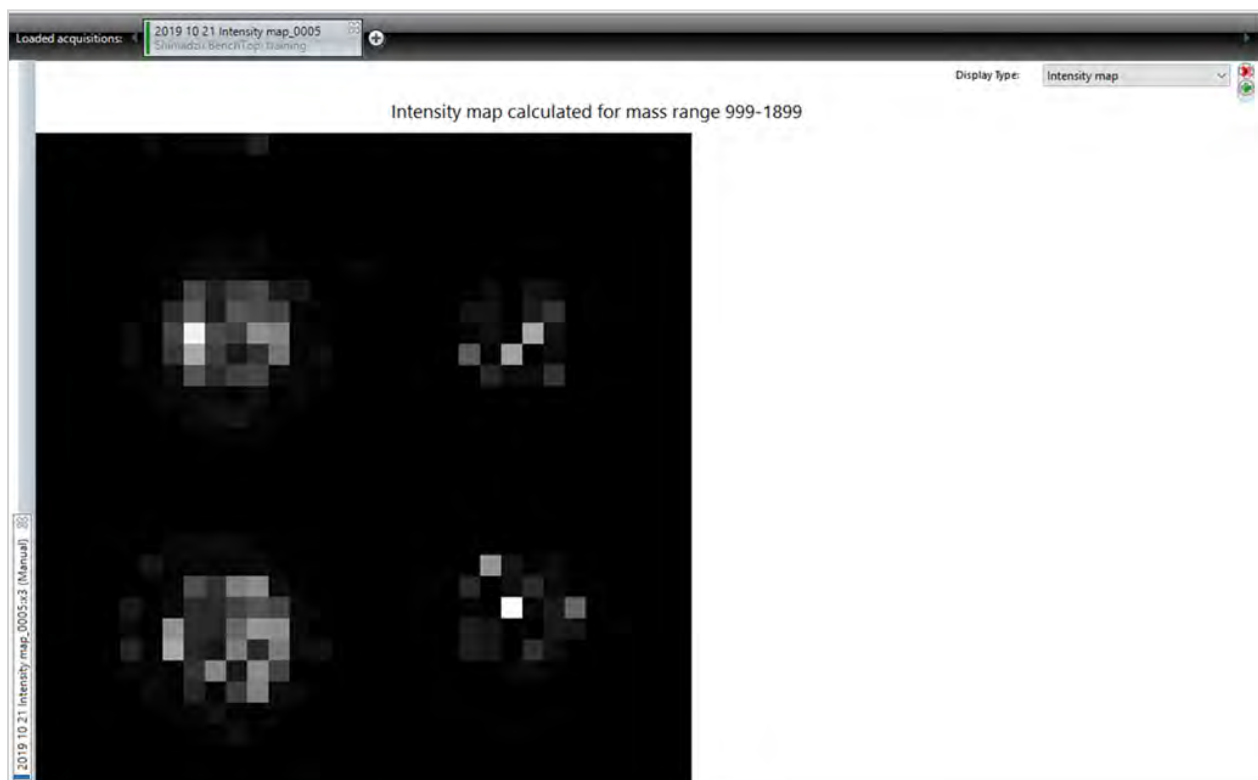 Loaded acquisitions:
2019 10 21 Intensity map_0005
Shimadzu BenchTop: training
Display Type:
Intensity map
Intensity map calculated for mass range 999-1899
2019 10 21 Intensity map_0005:x3 (Manual)